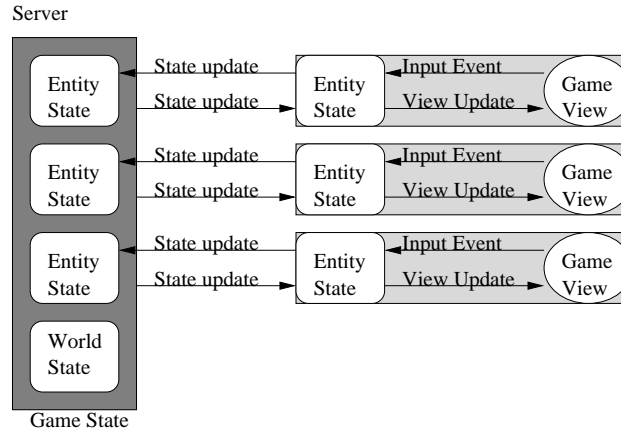 Server
State update
Input Event
Entity
State
Entity
State
Game
View
State update
View Update
State update
Input Event
Entity
State
Entity
State
Game
View
State update
View Update
State update
Input Event
Entity
State
Entity
State
Game
View
State update
View Update
World
State
Game State